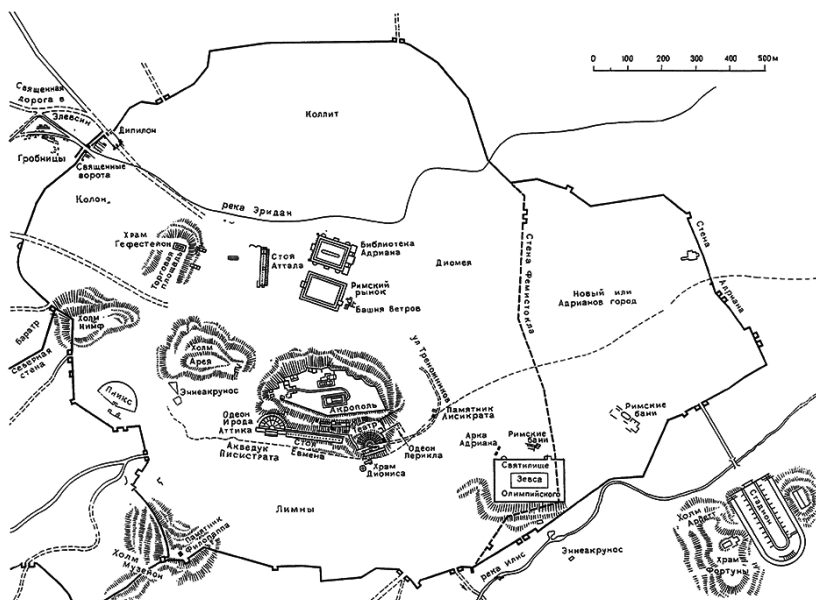 0 100 200 300 400 500 м
Священная
дорога в
Элевсин
Дипилон
Гробницы
Священные
ворота
Коллит
Колон
река Эридан
Храм
Гефестейон
Торговая
площадь
Стоя
Аттала
Библиотека
Адриана
Римский
рынок
Башня Ветров
Диомея
Стена Фемистокла
Новый или
Адрианов город
Стена
Адриана
Баратр
Северная
стена
Холм
нимф
Холм
Арея
Пникс
Эннеакрунос
ул Треножников
Акрополь
Одеон
Ирода
Аттика
Театр
Памятник
Лисикрата
Акведук
Писистрата
Стоя
Евмена
Одеон
Перикла
Храм
Диониса
Арка
Адриана
Римские
бани
Римские
бани
Святилище
Зевса
Олимпийского
Лимны
Памятник
Филопаппа
Холм
Музейон
река Илис
Эннеакрунос
Холм
Ардет
Стадион
Храм
Фортуны